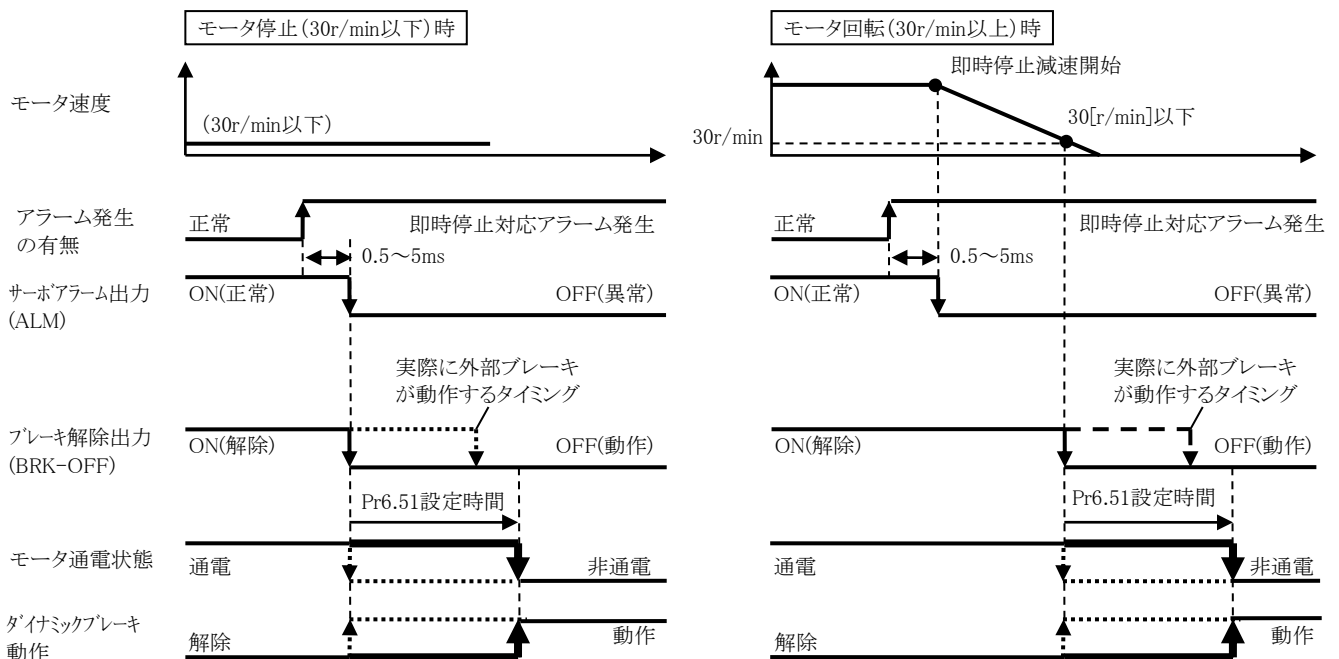 モータ停止(30r/min以下)時
モータ回転(30r/min以上)時
モータ速度
(30r/min以下)
即時停止減速開始
30r/min
30[r/min]以下
アラーム発生
の有無
正常
即時停止対応アラーム発生
0.5～5ms
正常
即時停止対応アラーム発生
0.5～5ms
サーボアラーム出力
(ALM)
ON(正常)
OFF(異常)
ON(正常)
OFF(異常)
実際に外部ブレーキ
が動作するタイミング
実際に外部ブレーキ
が動作するタイミング
ブレーキ解除出力
(BRK-OFF)
ON(解除)
OFF(動作)
ON(解除)
OFF(動作)
Pr6.51設定時間
Pr6.51設定時間
モータ通電状態
通電
非通電
通電
非通電
ダイナミックブレーキ
動作
解除
動作
解除
動作